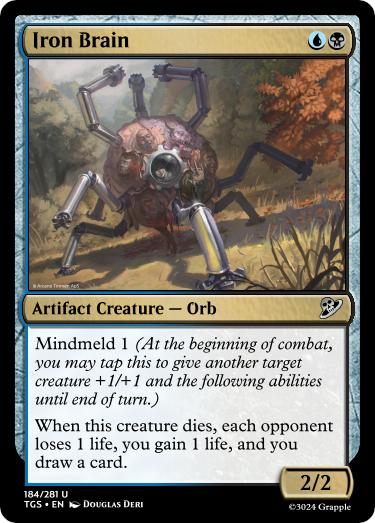 Iron Brain
© Arcane Tinmen ApS
Artifact Creature — Orb
Mindmeld 1 (At the beginning of combat,
you may tap this to give another target
creature +1/+1 and the following abilities
until end of turn.)
When this creature dies, each opponent
loses 1 life, you gain 1 life, and you
draw a card.
2/2
184/281 U
TGS • EN Douglas Deri
©3024 Grapple